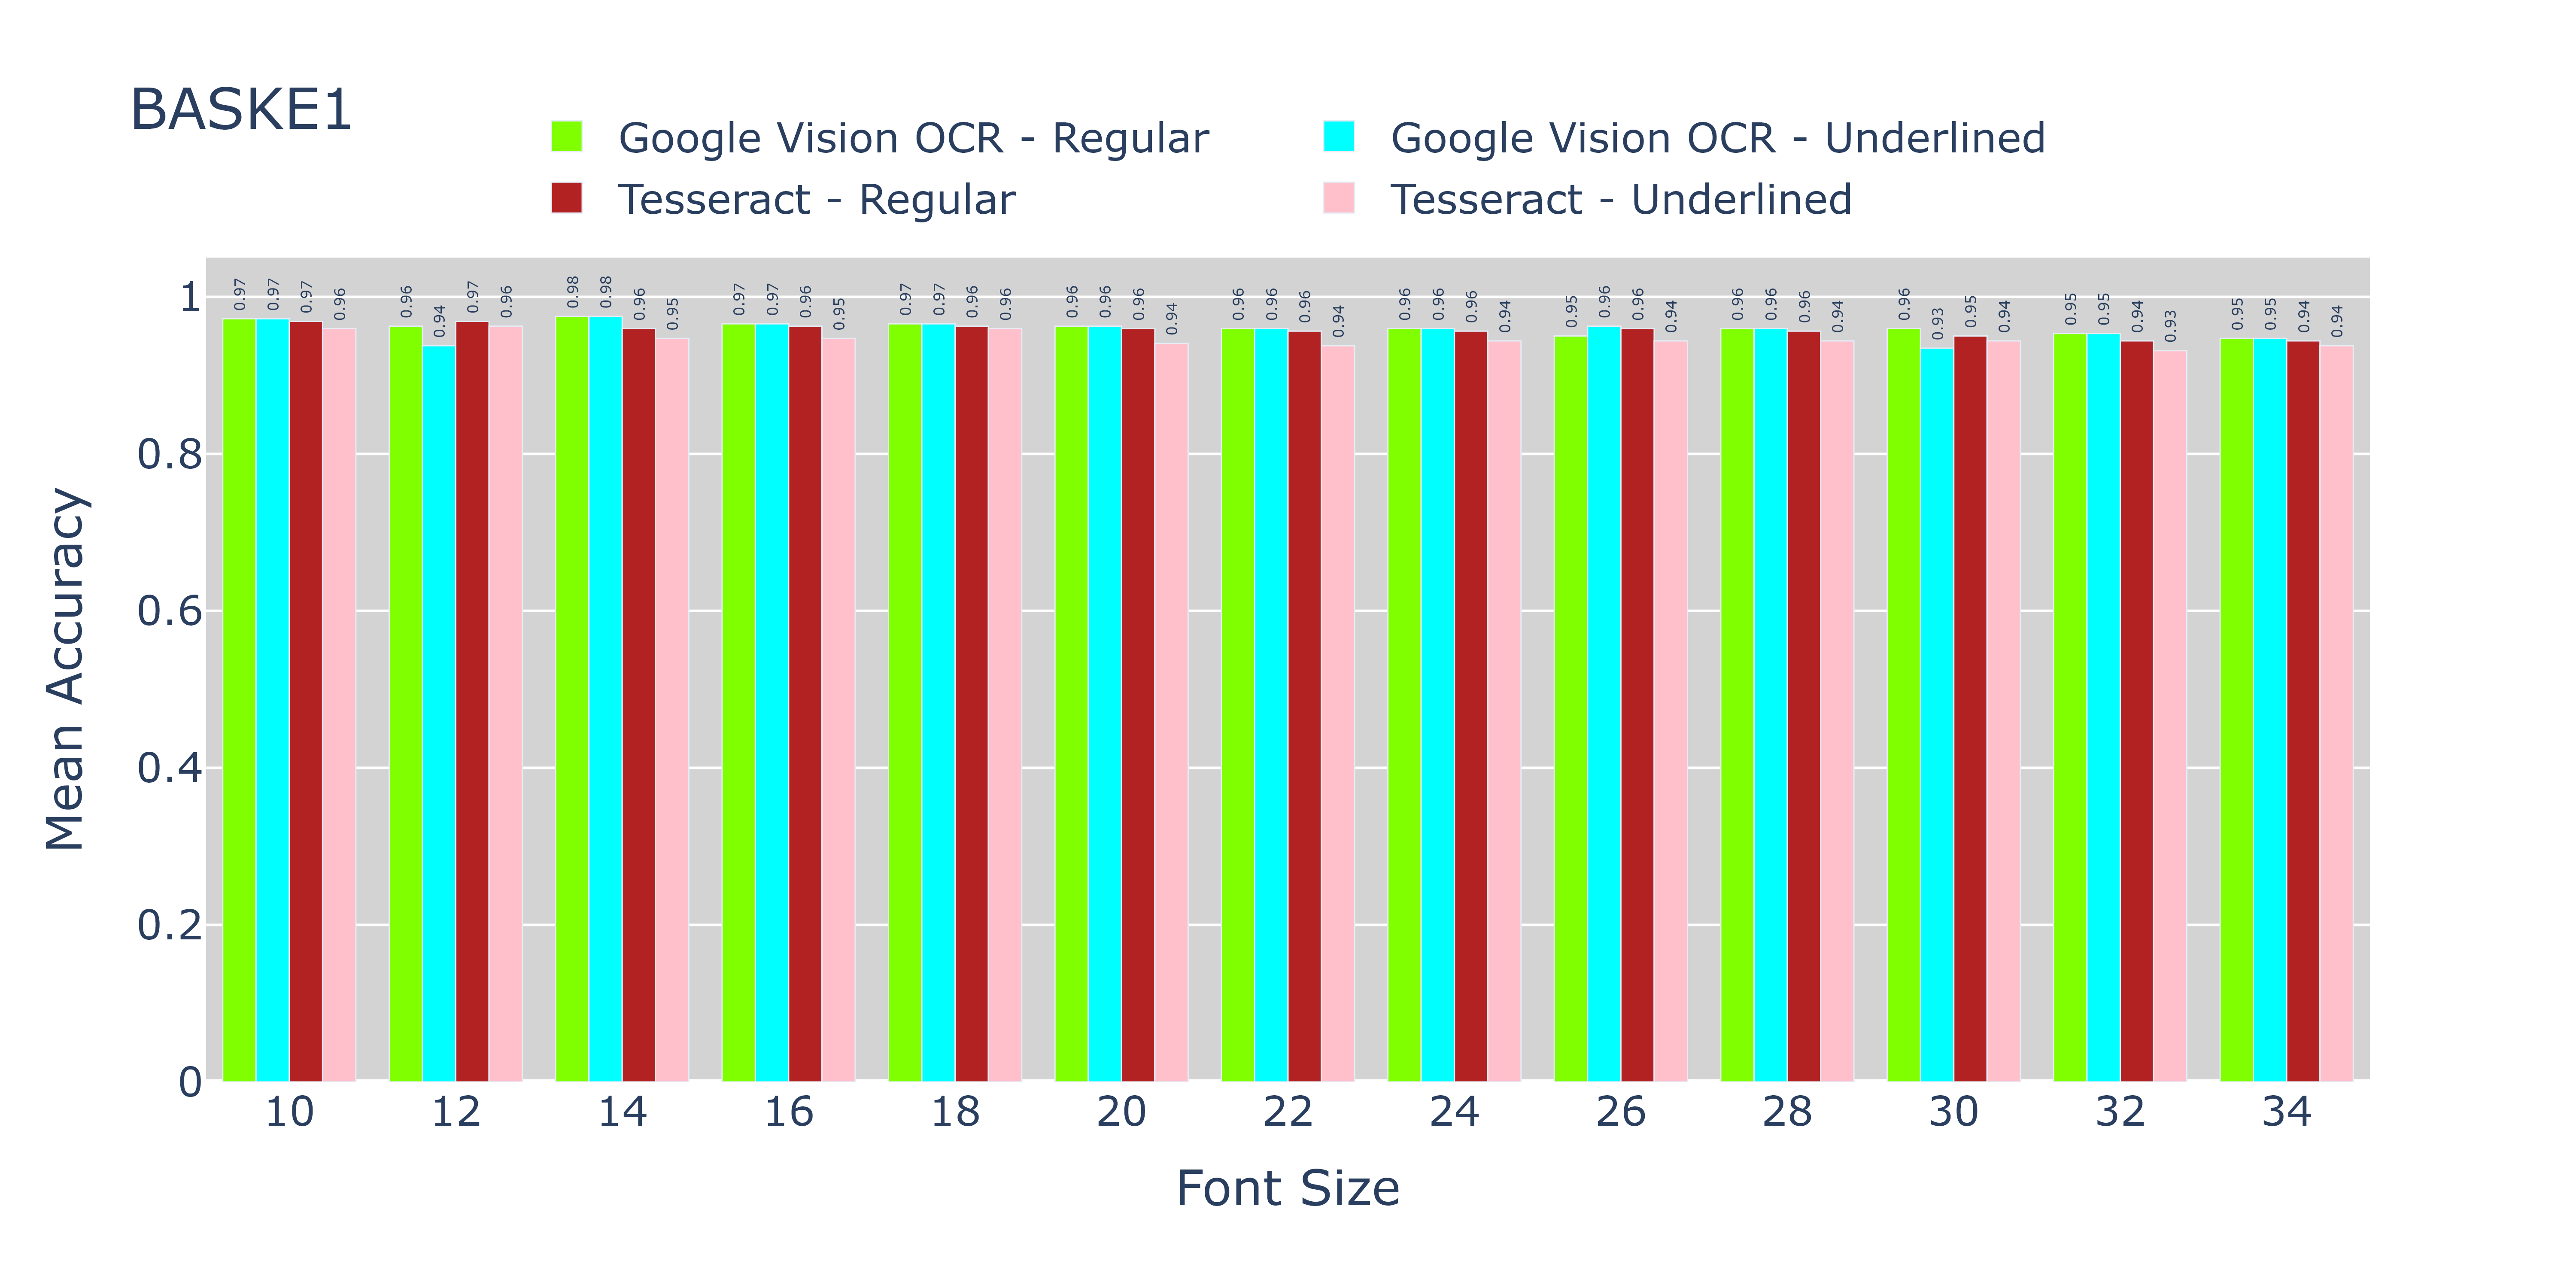 BASKE1
Google Vision OCR - Regular
Google Vision OCR - Underlined
Tesseract - Regular
Tesseract - Underlined
Mean Accuracy
1
0.8
0.6
0.4
0.2
0
0.97 0.97 0.97 0.96
0.96 0.94 0.97 0.96
0.98 0.98 0.96 0.95
0.97 0.97 0.96 0.95
0.97 0.97 0.96 0.96
0.96 0.96 0.96 0.94
0.96 0.96 0.96 0.94
0.96 0.96 0.96 0.94
0.95 0.96 0.96 0.94
0.96 0.96 0.96 0.94
0.96 0.93 0.95 0.94
0.95 0.95 0.94 0.93
0.95 0.95 0.94 0.94
10 12 14 16 18 20 22 24 26 28 30 32 34
Font Size